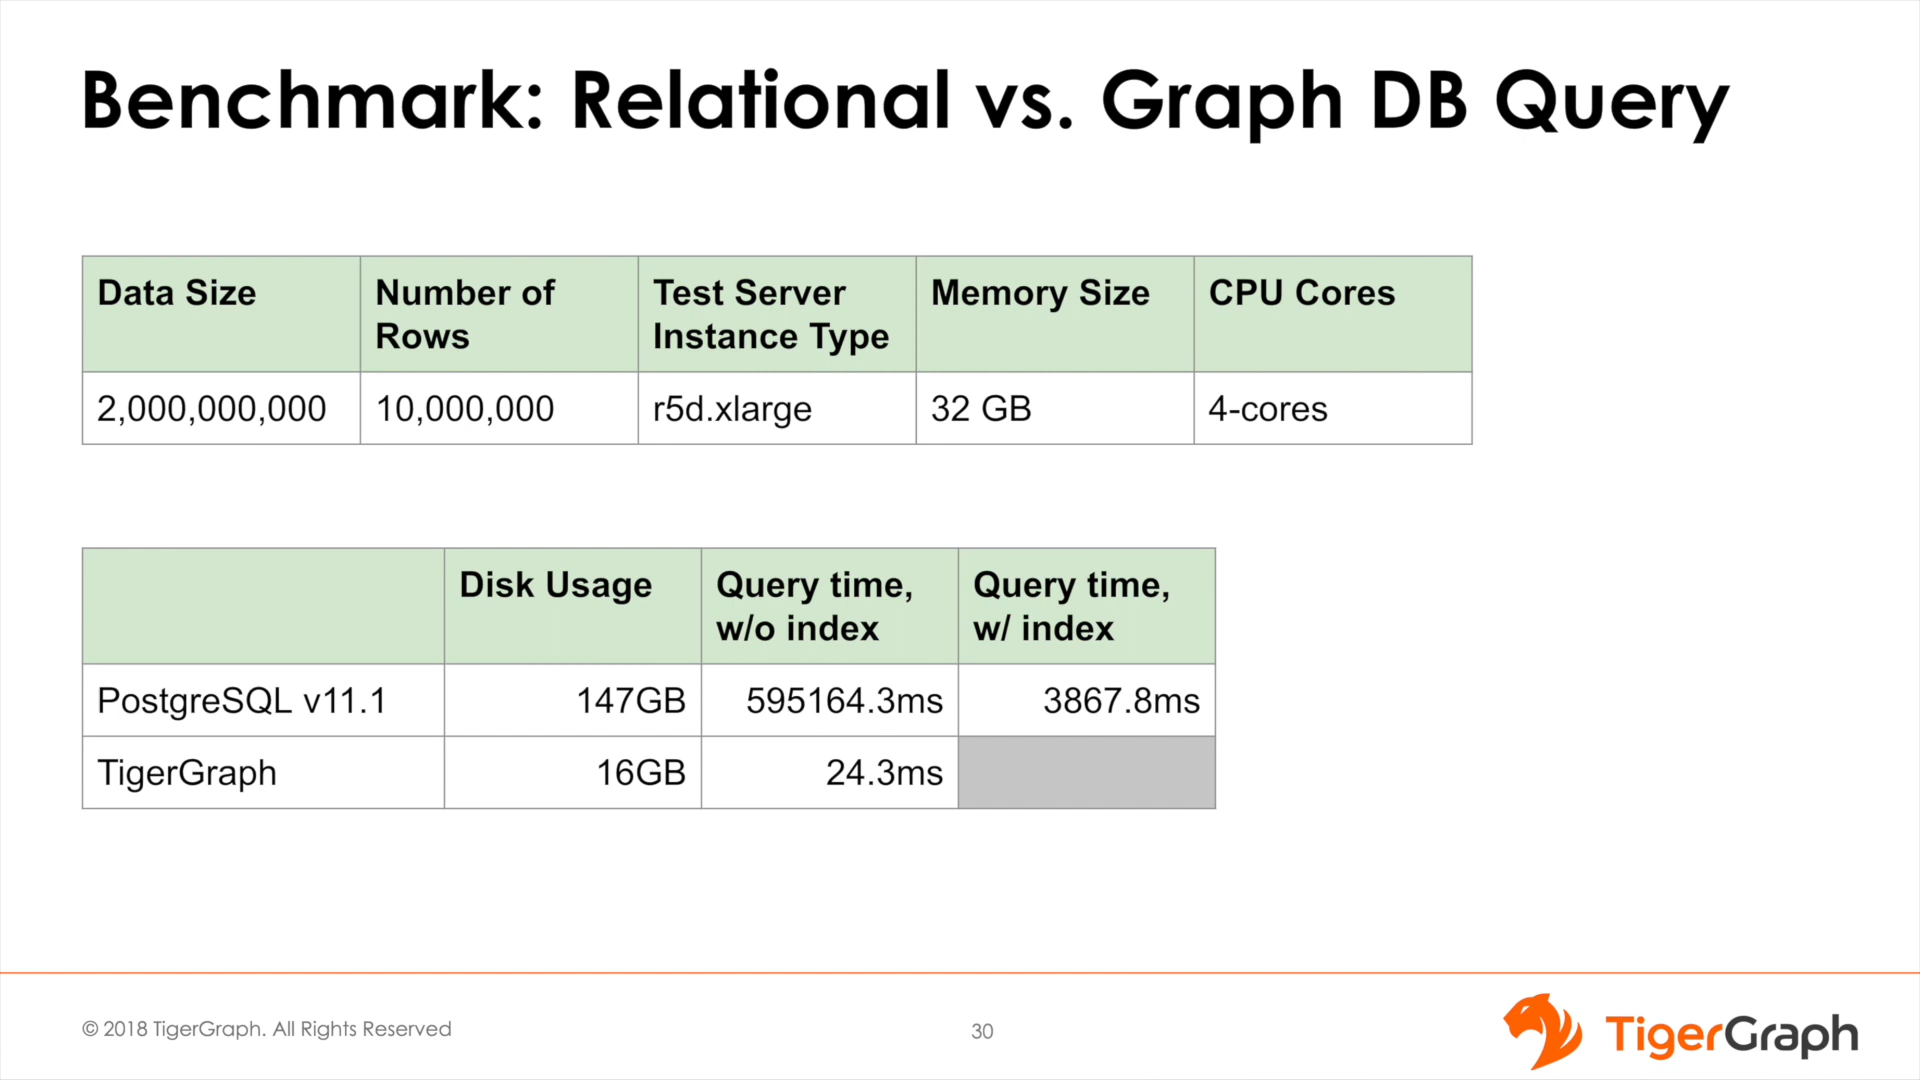 Benchmark: Relational vs. Graph DB Query
Data Size
Number of
Rows
Test Server
Instance Type
Memory Size
CPU Cores
2,000,000,000
10,000,000
r5d.xlarge
32 GB
4-cores
Disk Usage
Query time,
w/o index
Query time,
w/ index
PostgreSQL v11.1
147GB
595164.3ms
3867.8ms
TigerGraph
16GB
24.3ms
© 2018 TigerGraph. All Rights Reserved
30
TigerGraph